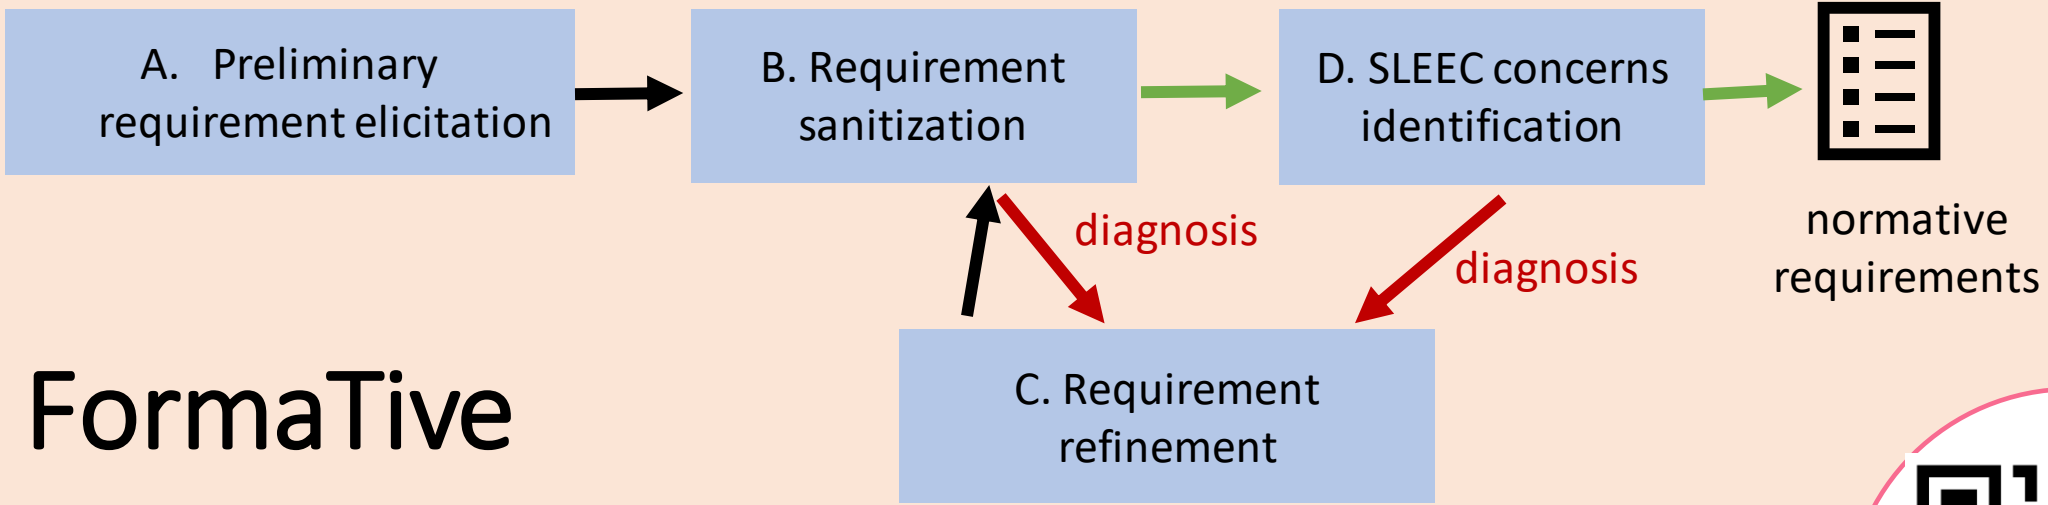 A. Preliminary
requirement elicitation
B. Requirement
sanitization
D. SLEEC concerns
identification
normative
requirements
diagnosis
diagnosis
C. Requirement
refinement
FormaTive